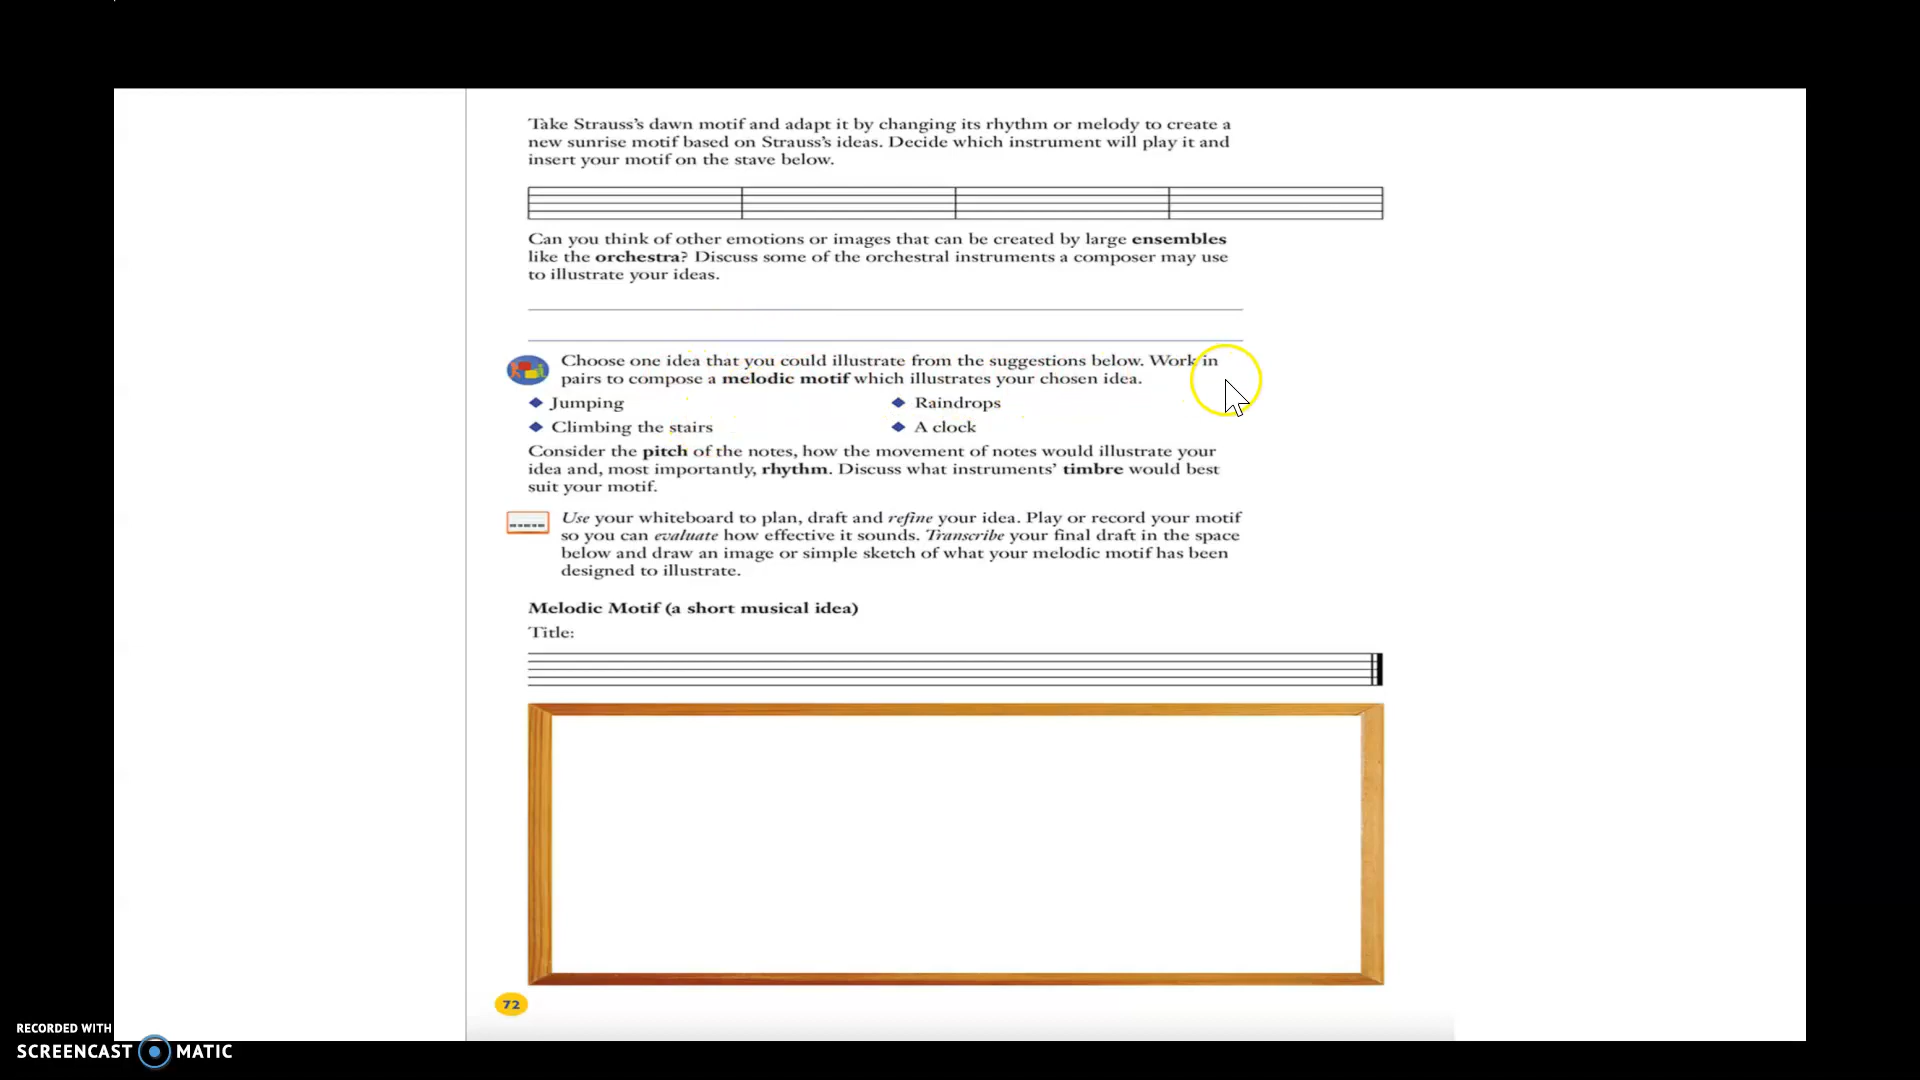 Take Strauss's dawn motif and adapt it by changing its rhythm or melody to create a
new sunrise motif based on Strauss's ideas. Decide which instrument will play it and
insert your motif on the stave below.
Can you think of other emotions or images that can be created by large ensembles
like the orchestra? Discuss some of the orchestral instruments a composer may use
to illustrate your ideas.
Choose one idea that you could illustrate from the suggestions below. Work in
pairs to compose a melodic motif which illustrates your chosen idea.
Jumping
Raindrops
Climbing the stairs
A clock
Consider the pitch of the notes, how the movement of notes would illustrate your
idea and, most importantly, rhythm. Discuss what instruments' timbre would best
suit your motif.
Use your whiteboard to plan, draft and refine your idea. Play or record your motif
so you can evaluate how effective it sounds. Transcribe your final draft in the space
below and draw an image or simple sketch of what your melodic motif has been
designed to illustrate.
Melodic Motif (a short musical idea)
Title:
72
RECORDED WITH
SCREENCAST MATIC